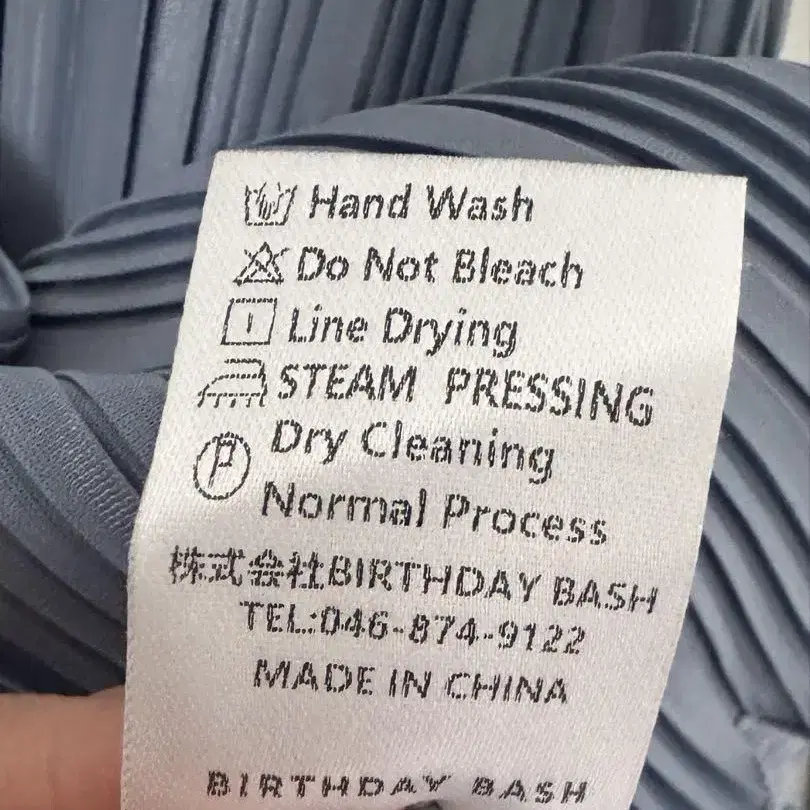 Hand Wash
Do Not Bleach
Line Drying
STEAM PRESSING
P Dry Cleaning
Normal Process
株式会社BIRTHDAY BASH
TEL:046-874-9122
MADE IN CHINA
BIRTHDAY BASH